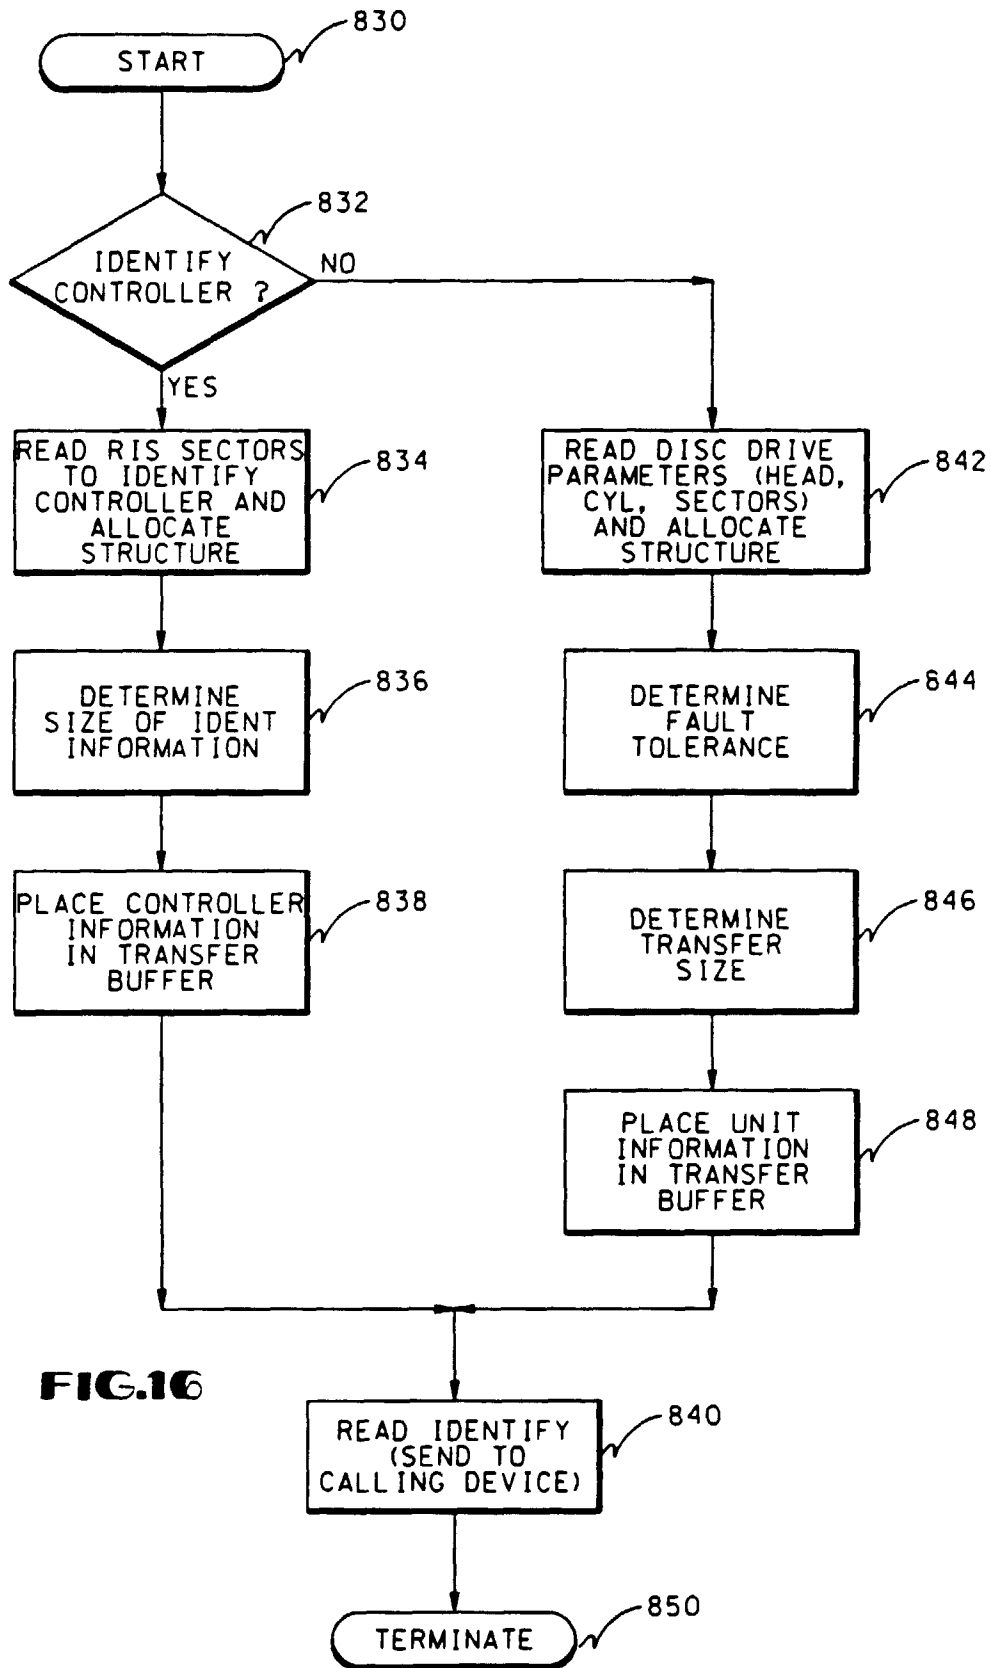 START
830
IDENTIFY
CONTROLLER ?
832
NO
YES
READ RIS SECTORS
TO IDENTIFY
CONTROLLER AND
ALLOCATE
STRUCTURE
834
READ DISC DRIVE
PARAMETERS (HEAD,
CYL, SECTORS)
AND ALLOCATE
STRUCTURE
842
DETERMINE
SIZE OF IDENT
INFORMATION
836
DETERMINE
FAULT
TOLERANCE
844
PLACE CONTROLLER
INFORMATION
IN TRANSFER
BUFFER
838
DETERMINE
TRANSFER
SIZE
846
PLACE UNIT
INFORMATION
IN TRANSFER
BUFFER
848
FIG.16
READ IDENTIFY
(SEND TO
CALLING DEVICE)
840
TERMINATE
850